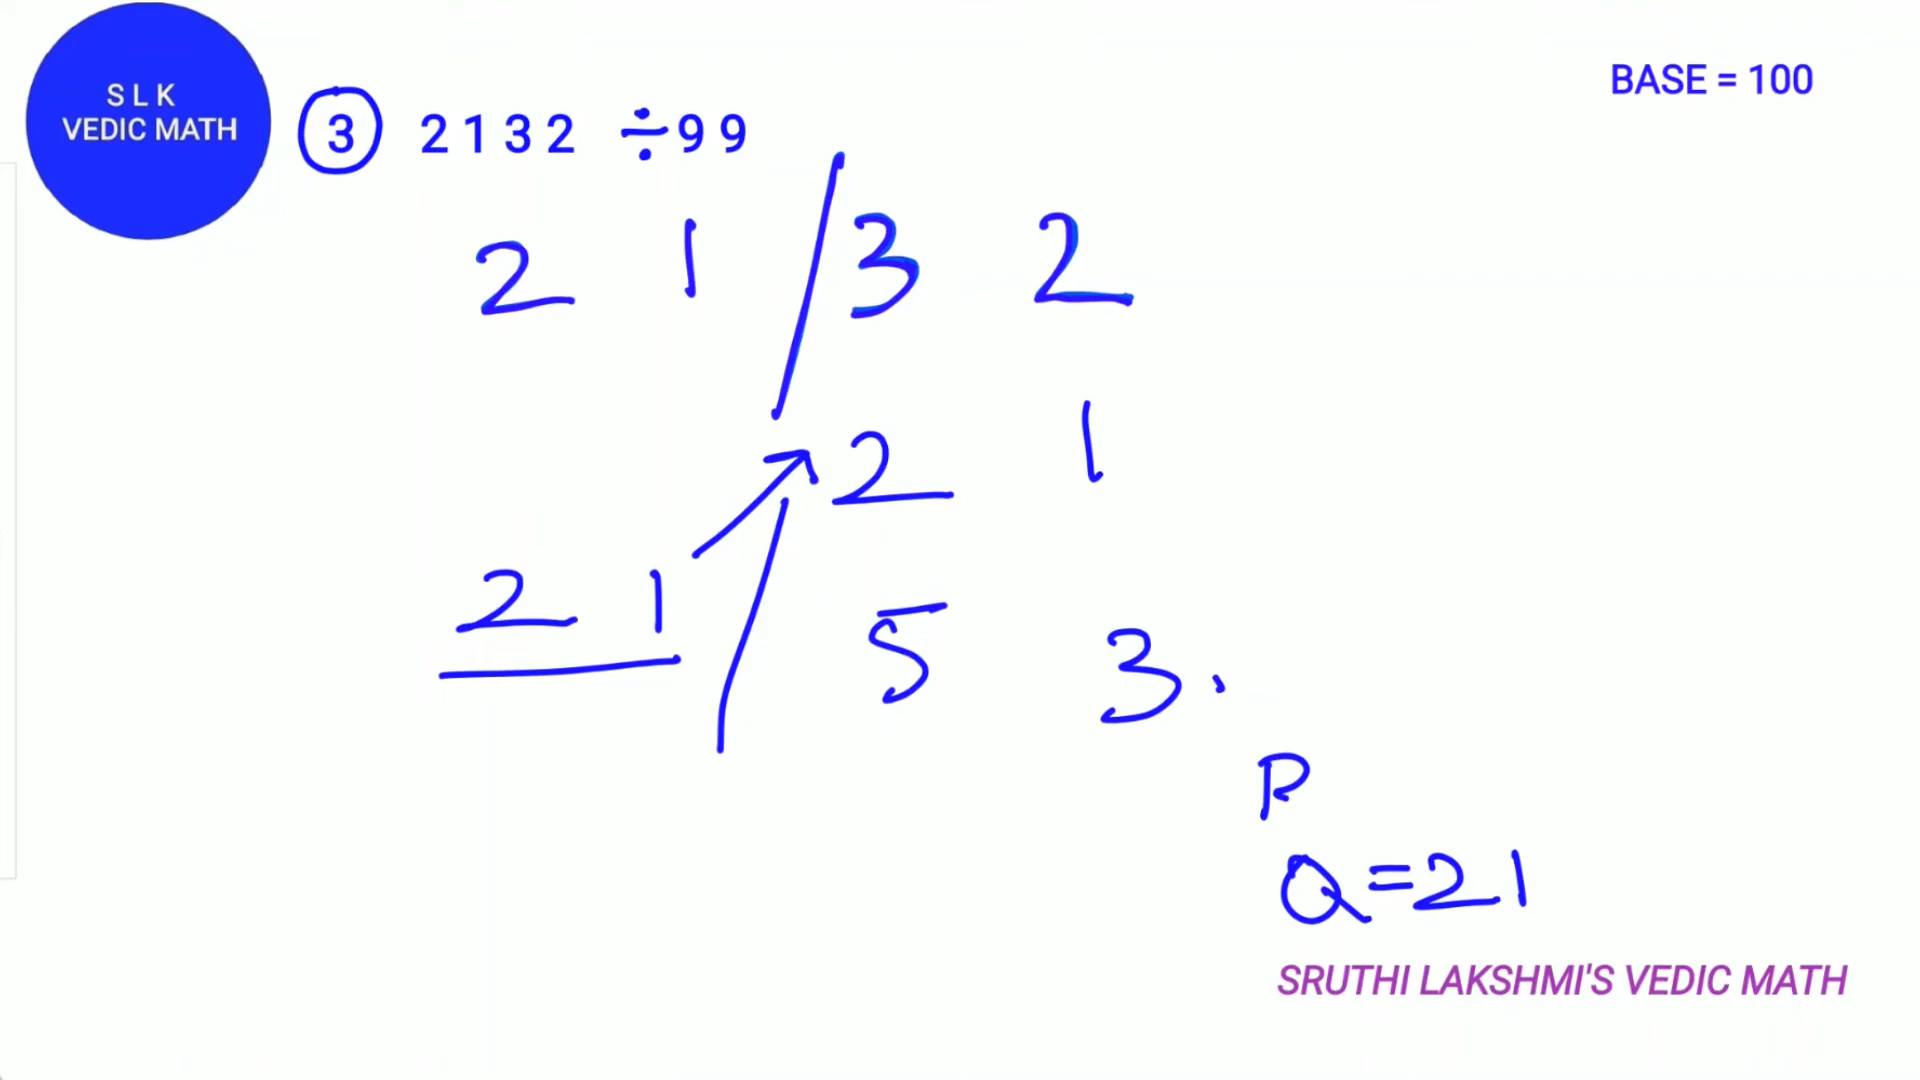 S L K
VEDIC MATH
BASE = 100
3 2 1 3 2 ÷ 9 9
2 1 / 3 2
2 1
2 1 / 5 3 .
R
Q = 2 1
SRUTHI LAKSHMI'S VEDIC MATH